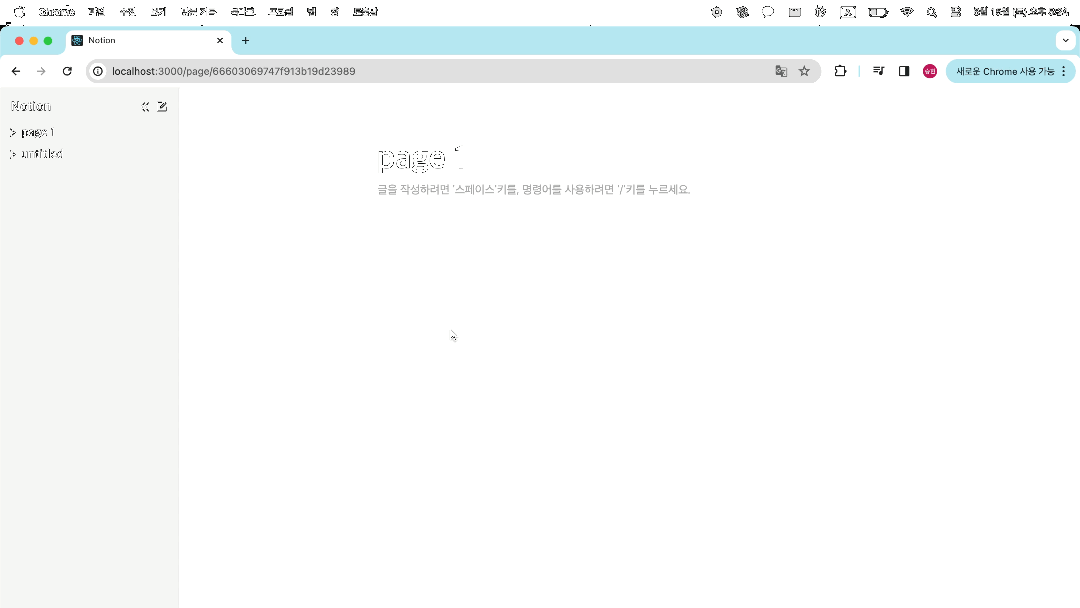 Chrome
Notion
localhost:3000/page/66603069747f913b19d23989
승민
새로운 Chrome 사용 가능
Notion
page 1
untitled
page 1
글을 작성하려면 '스페이스'키를, 명령어를 사용하려면 '/'키를 누르세요.